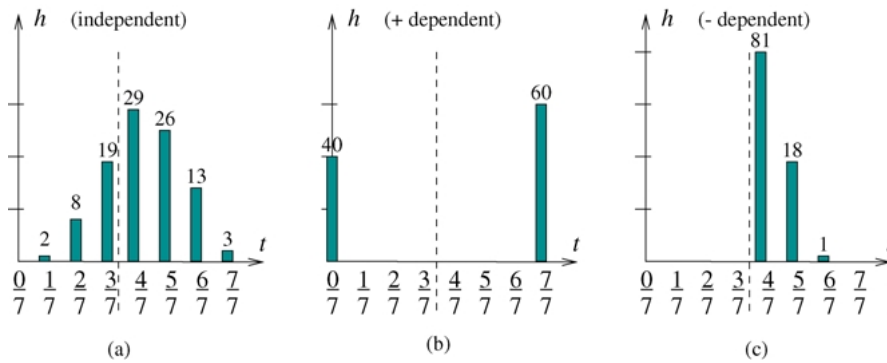 h (independent)
29
26
19
13
8
2
3
t
0/7 1/7 2/7 3/7 4/7 5/7 6/7 7/7
(a)
h (+ dependent)
60
40
t
0/7 1/7 2/7 3/7 4/7 5/7 6/7 7/7
(b)
h (- dependent)
81
18
1
0/7 1/7 2/7 3/7 4/7 5/7 6/7 7/7
(c)